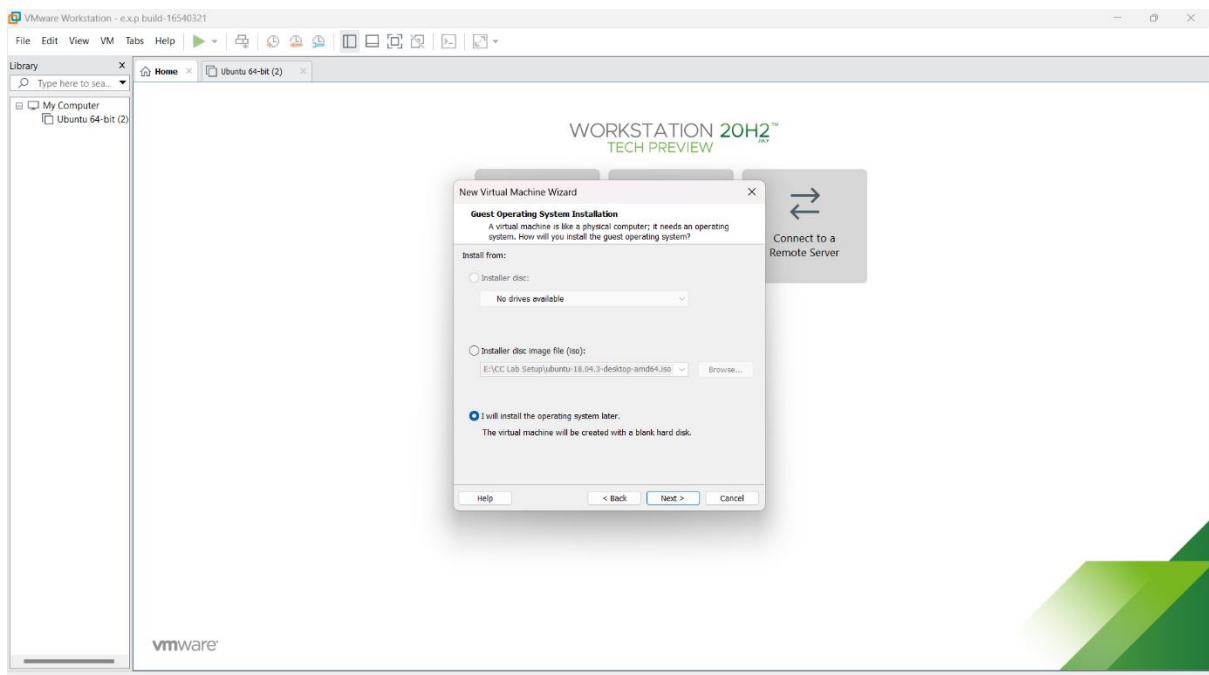 VMware Workstation - e.x.p build-16540321
File Edit View VM Tabs Help
Library X
Home
Ubuntu 64-bit (2)
Type here to sea...
My Computer
Ubuntu 64-bit (2)
WORKSTATION 20H2™
JULY
TECH PREVIEW
New Virtual Machine Wizard
Guest Operating System Installation
A virtual machine is like a physical computer; it needs an operating
system. How will you install the guest operating system?
Install from:
Installer disc:
No drives available
Installer disc image file (iso):
E:\CC Lab Setup\ubuntu-18.04.3-desktop-amd64.iso
Browse...
I will install the operating system later.
The virtual machine will be created with a blank hard disk.
Help
< Back
Next >
Cancel
Connect to a
Remote Server
vmware